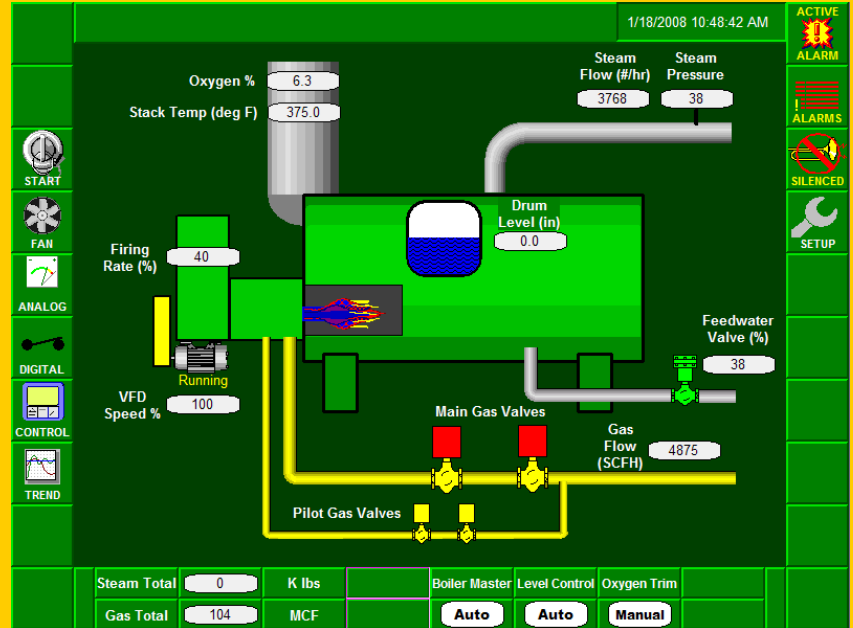 1/18/2008 10:48:42 AM
ACTIVE
ALARM
ALARMS
SILENCED
SETUP
START
FAN
ANALOG
DIGITAL
CONTROL
TREND
Oxygen %
6.3
Stack Temp (deg F)
375.0
Steam
Flow (#/hr)
3768
Steam
Pressure
38
Drum
Level (in)
0.0
Firing
Rate (%)
40
Running
VFD
Speed %
100
Feedwater
Valve (%)
38
Main Gas Valves
Gas
Flow
(SCFH)
4875
Pilot Gas Valves
Steam Total
0
K lbs
Boiler Master
Level Control
Oxygen Trim
Gas Total
104
MCF
Auto
Auto
Manual